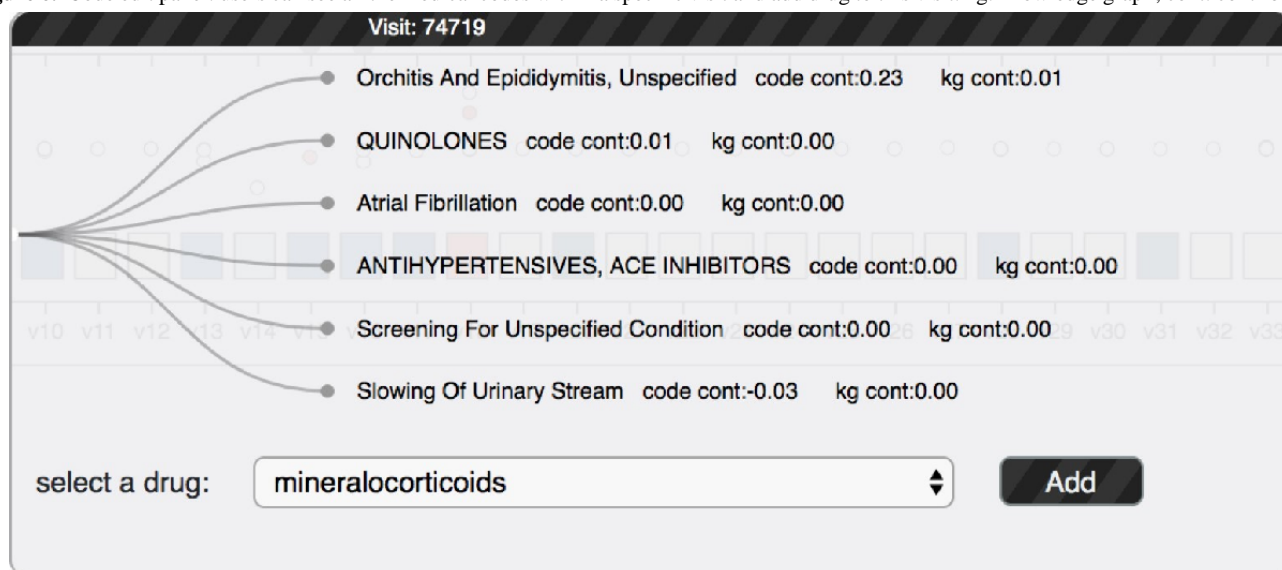 Visit: 74719
Orchitis And Epididymitis, Unspecified code cont:0.23 kg cont:0.01
QUINOLONES code cont:0.01 kg cont:0.00
Atrial Fibrillation code cont:0.00 kg cont:0.00
ANTIHYPERTENSIVES, ACE INHIBITORS code cont:0.00 kg cont:0.00
Screening For Unspecified Condition code cont:0.00 kg cont:0.00
v10 v11 v12 v13 v14 v30 v31 v32 v33
Slowing Of Urinary Stream code cont:-0.03 kg cont:0.00
select a drug: mineralocorticoids Add